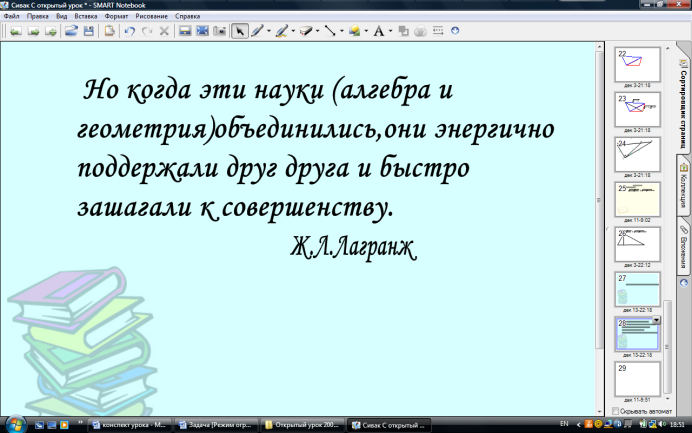 Сивак С открытый урок * - SMART Notebook
Файл Правка Вид Вставка Формат Рисование Справка
Но когда эти науки (алгебра и
геометрия)объединились,они энергично
поддержали друг друга и быстро
зашагали к совершенству.
Ж.Л.Лагранж
22
дек 3-21:18
23
дек 3-21:18
24
дек 3-21:18
25
дек 11-9:02
26
дек 3-22:12
27
дек 13-22:18
28
дек 13-22:18
29
дек 11-8:51
Скрывать автомат
Сортировщик страниц
Коллекция
Вложения
конспект урока - M...
Задача [Режим огр...
Открытый урок 200...
Сивак С открытый ...
EN
18:51